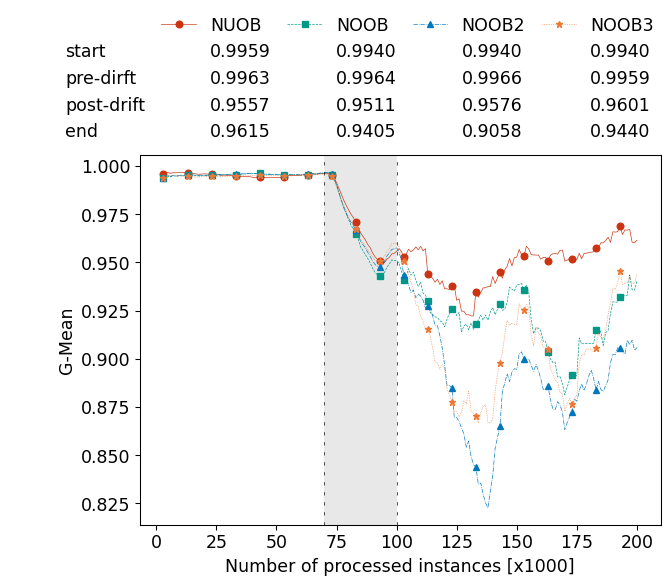 NUOB NOOB NOOB2 NOOB3
start 0.9959 0.9940 0.9940 0.9940
pre-dirft 0.9963 0.9964 0.9966 0.9959
post-drift 0.9557 0.9511 0.9576 0.9601
end 0.9615 0.9405 0.9058 0.9440
1.000
0.975
0.950
0.925
0.900
0.875
0.850
0.825
G-Mean
0 25 50 75 100 125 150 175 200
Number of processed instances [x1000]